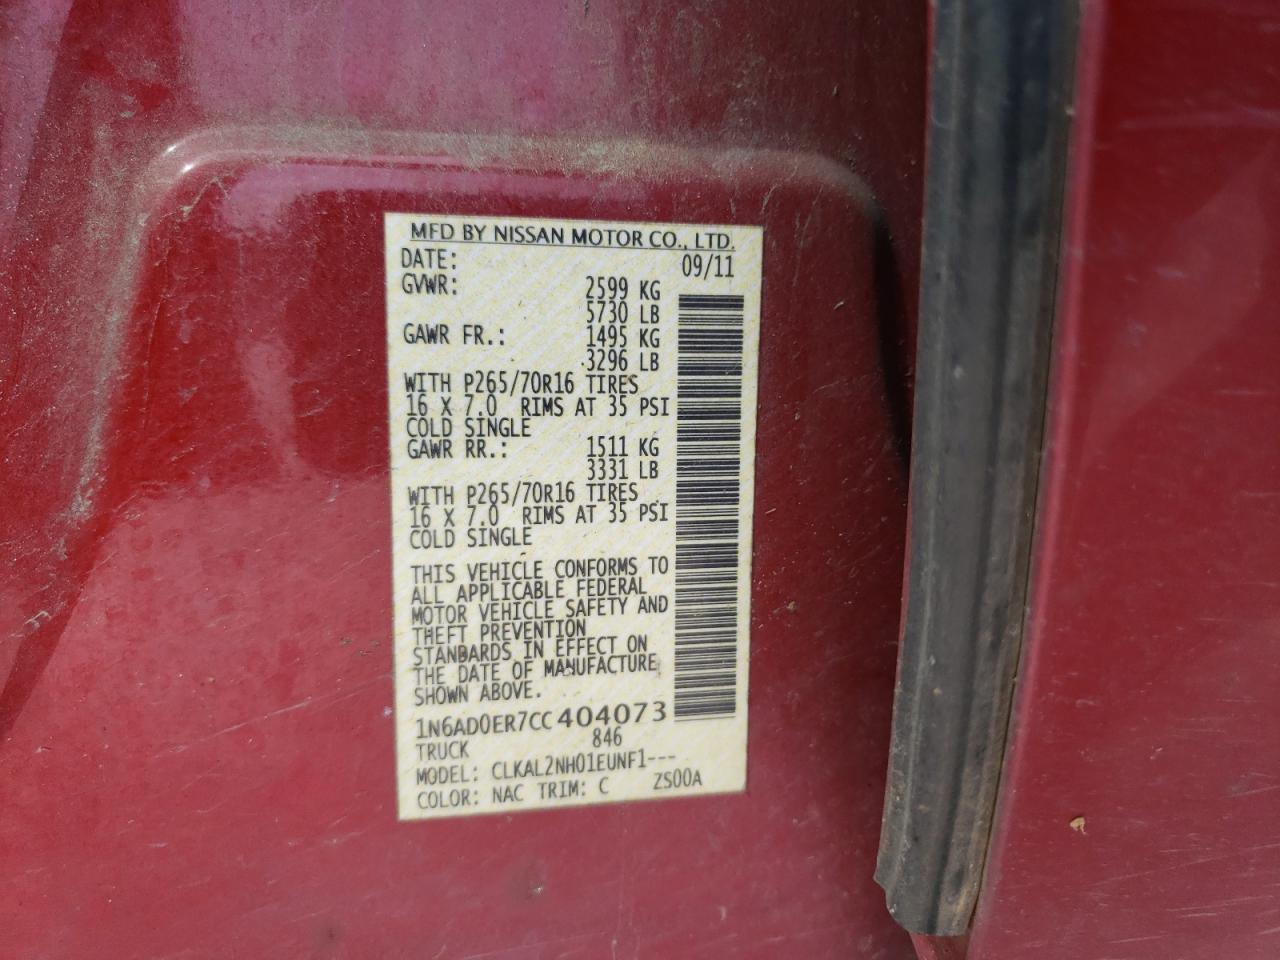 MFD BY NISSAN MOTOR CO., LTD.
DATE: 09/11
GVWR: 2599 KG
5730 LB
GAWR FR.: 1495 KG
3296 LB
WITH P265/70R16 TIRES
16 X 7.0 RIMS AT 35 PSI
COLD SINGLE
GAWR RR.: 1511 KG
3331 LB
WITH P265/70R16 TIRES
16 X 7.0 RIMS AT 35 PSI
COLD SINGLE
THIS VEHICLE CONFORMS TO
ALL APPLICABLE FEDERAL
MOTOR VEHICLE SAFETY AND
THEFT PREVENTION
STANDARDS IN EFFECT ON
THE DATE OF MANUFACTURE
SHOWN ABOVE.
1N6AD0ER7CC404073
TRUCK 846
MODEL: CLKAL2NH01EUNF1---
COLOR: NAC TRIM: C ZS00A